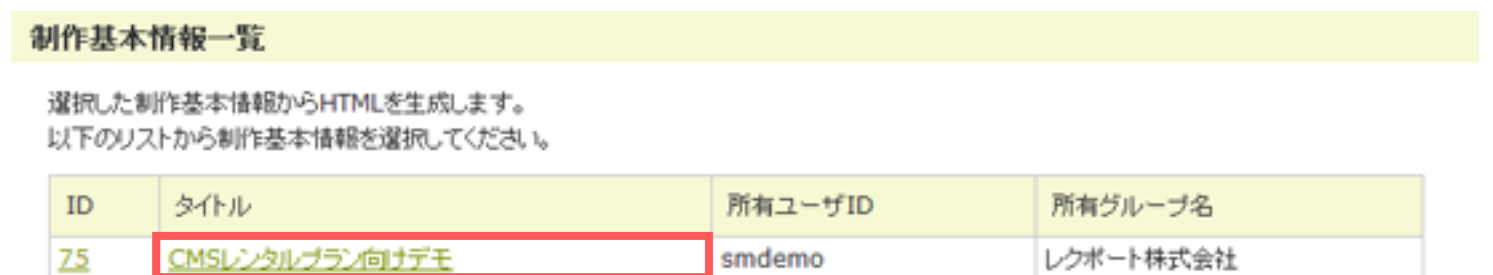 制作基本情報一覧
選択した制作基本情報からHTMLを生成します。
以下のリストから制作基本情報を選択してください。
ID タイトル 所有ユーザID 所有グループ名
75 CMSレンタルプラン向けデモ smdemo レクポート株式会社